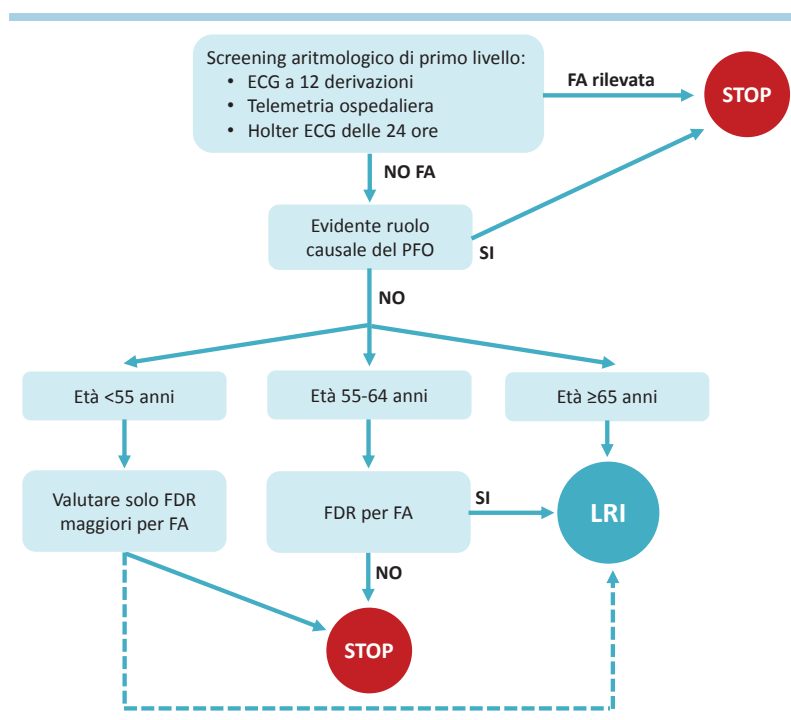 Screening aritmologico di primo livello:
• ECG a 12 derivazioni
• Telemetria ospedaliera
• Holter ECG delle 24 ore
FA rilevata
STOP
NO FA
Evidente ruolo
causale del PFO
SI
NO
Età <55 anni
Età 55-64 anni
Età ≥65 anni
Valutare solo FDR
maggiori per FA
FDR per FA
SI
LRI
NO
STOP